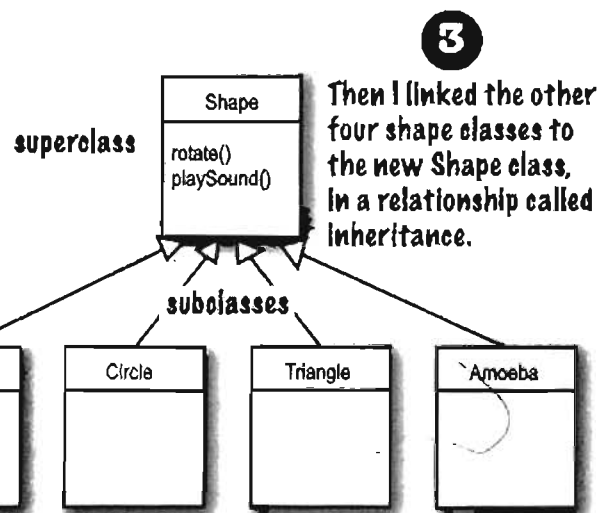 3
Shape
rotate()
playSound()
superclass
Then I linked the other
four shape classes to
the new Shape class,
in a relationship called
inheritance.
subclasses
Circle
Triangle
Amoeba